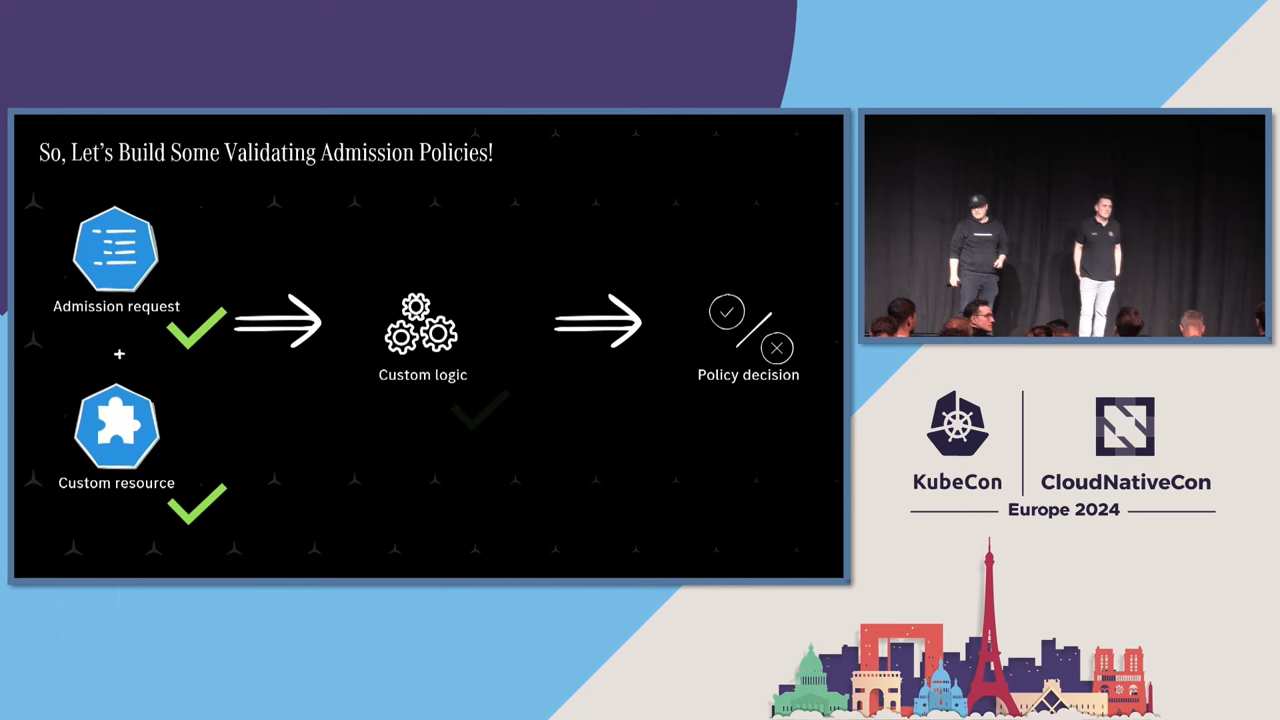 So, Let's Build Some Validating Admission Policies!
Admission request
+
Custom resource
Custom logic
Policy decision
KubeCon
CloudNativeCon
Europe 2024